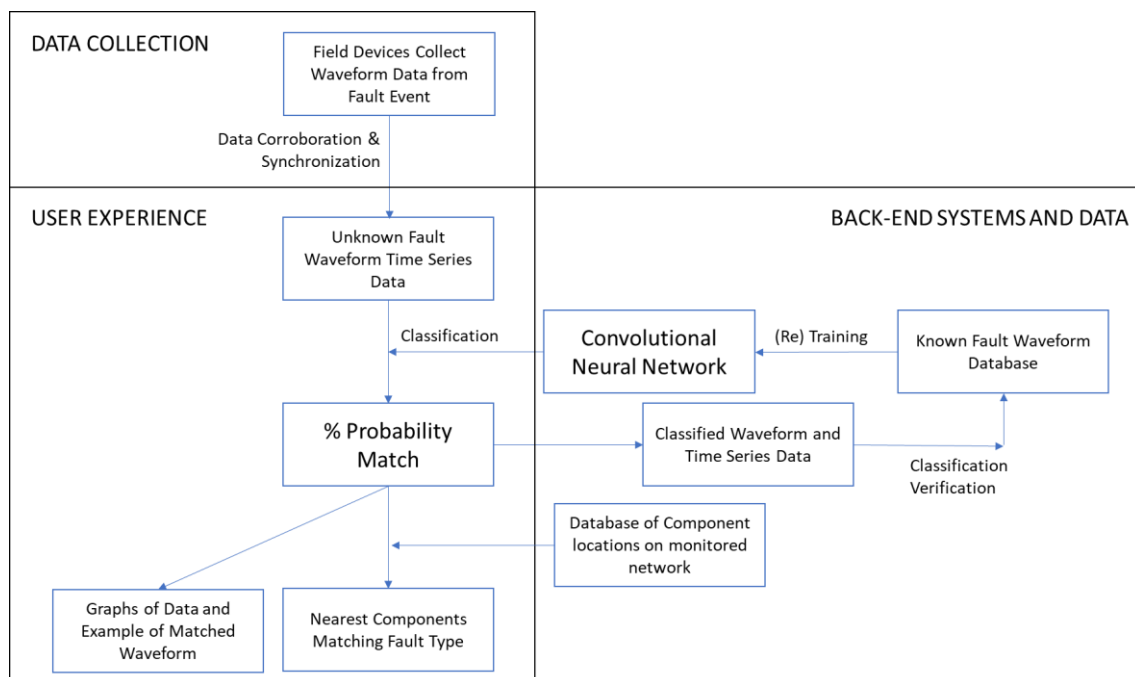 DATA COLLECTION
Field Devices Collect
Waveform Data from
Fault Event
Data Corroboration &
Synchronization
USER EXPERIENCE
BACK-END SYSTEMS AND DATA
Unknown Fault
Waveform Time Series
Data
Classification
Convolutional
Neural Network
(Re) Training
Known Fault Waveform
Database
% Probability
Match
Classified Waveform and
Time Series Data
Classification
Verification
Database of Component
locations on monitored
network
Graphs of Data and
Example of Matched
Waveform
Nearest Components
Matching Fault Type